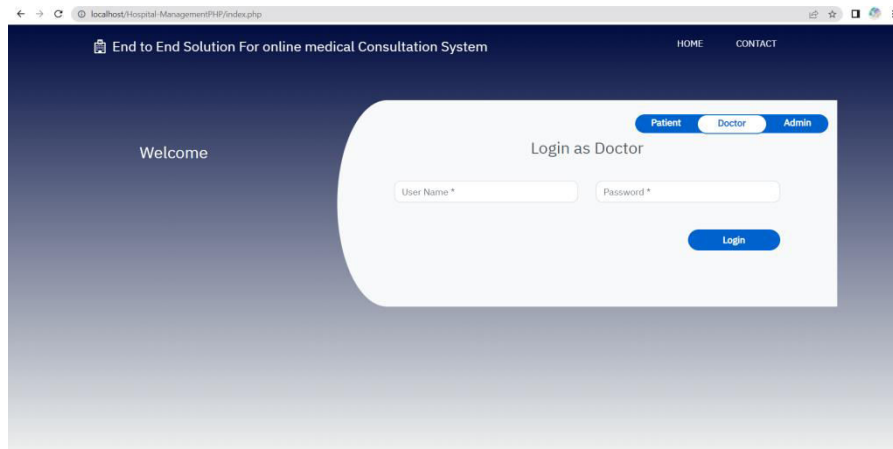 localhost/Hospital-ManagementPHP/index.php
End to End Solution For online medical Consultation System
HOME CONTACT
Patient Doctor Admin
Welcome
Login as Doctor
User Name * Password *
Login